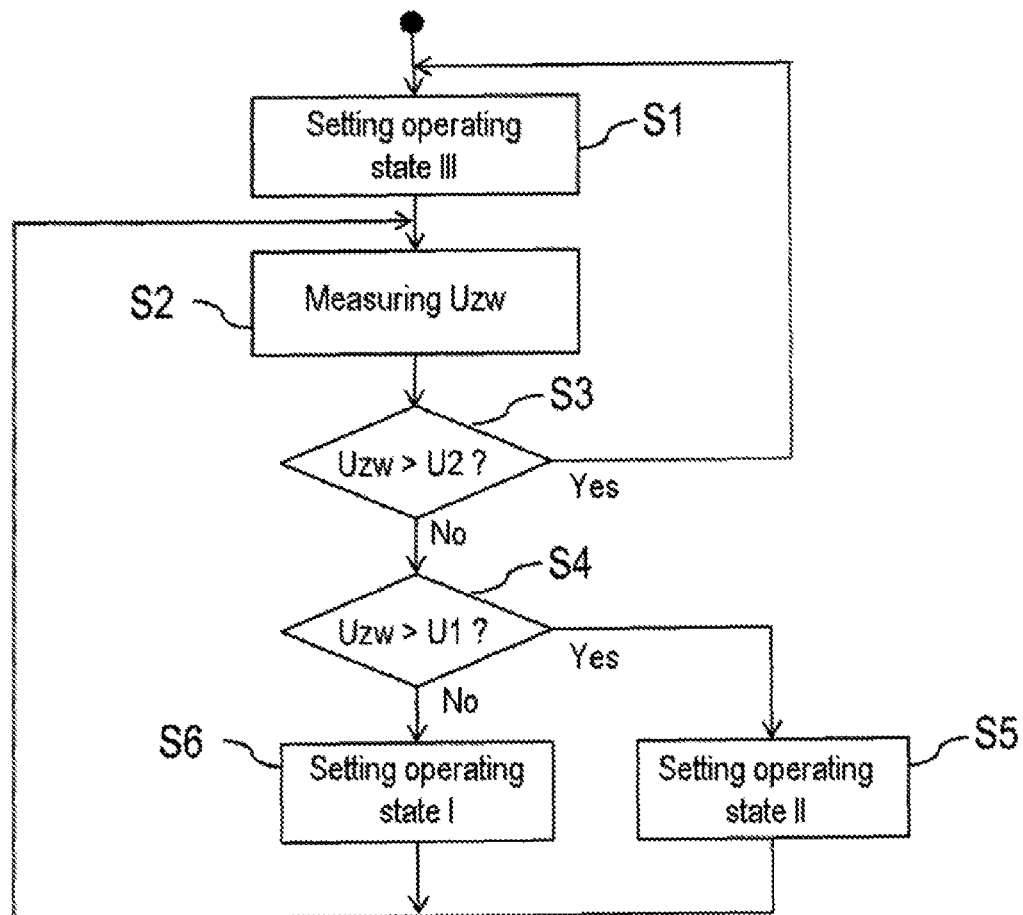 Setting operating
state III
S1
Measuring Uzw
S2
S3
Uzw > U2 ?
Yes
No
S4
Uzw > U1 ?
Yes
No
S6
Setting operating
state I
Setting operating
state II
S5